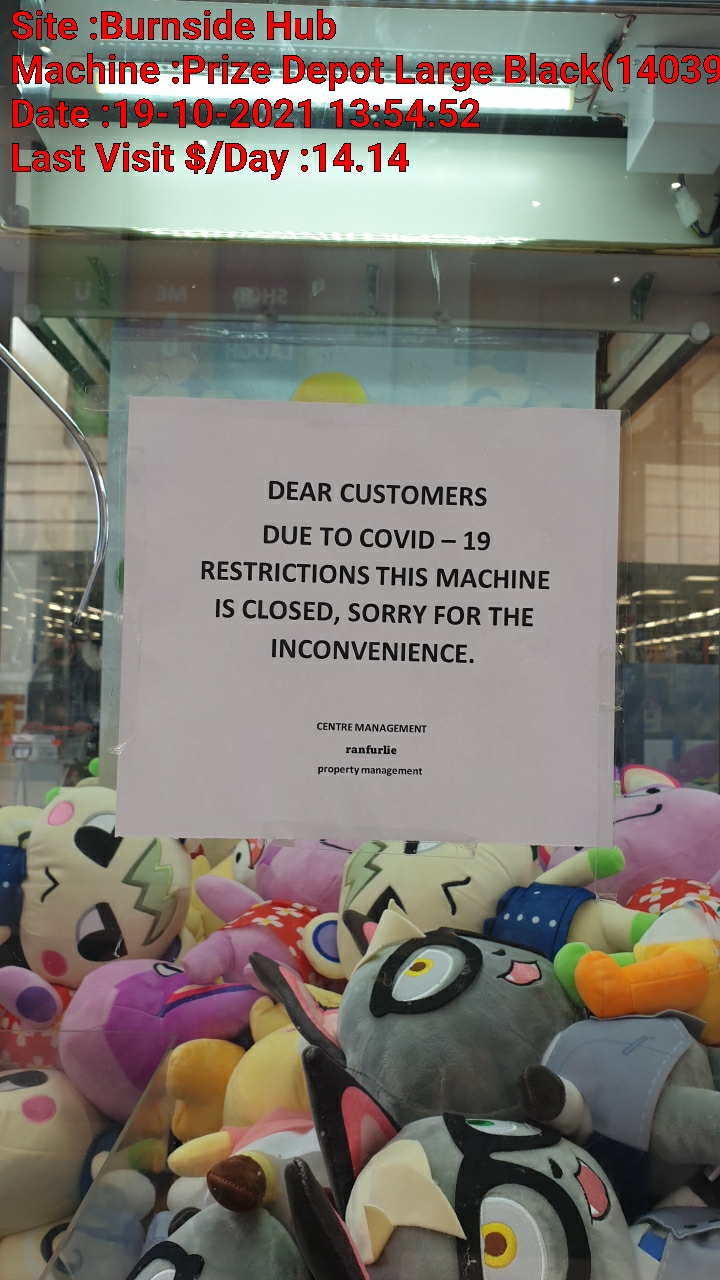 Site :Burnside Hub
Machine :Prize Depot Large Black(14039
Date :19-10-2021 13:54:52
Last Visit $/Day :14.14
DEAR CUSTOMERS
DUE TO COVID – 19
RESTRICTIONS THIS MACHINE
IS CLOSED, SORRY FOR THE
INCONVENIENCE.
CENTRE MANAGEMENT
ranfurlie
property management